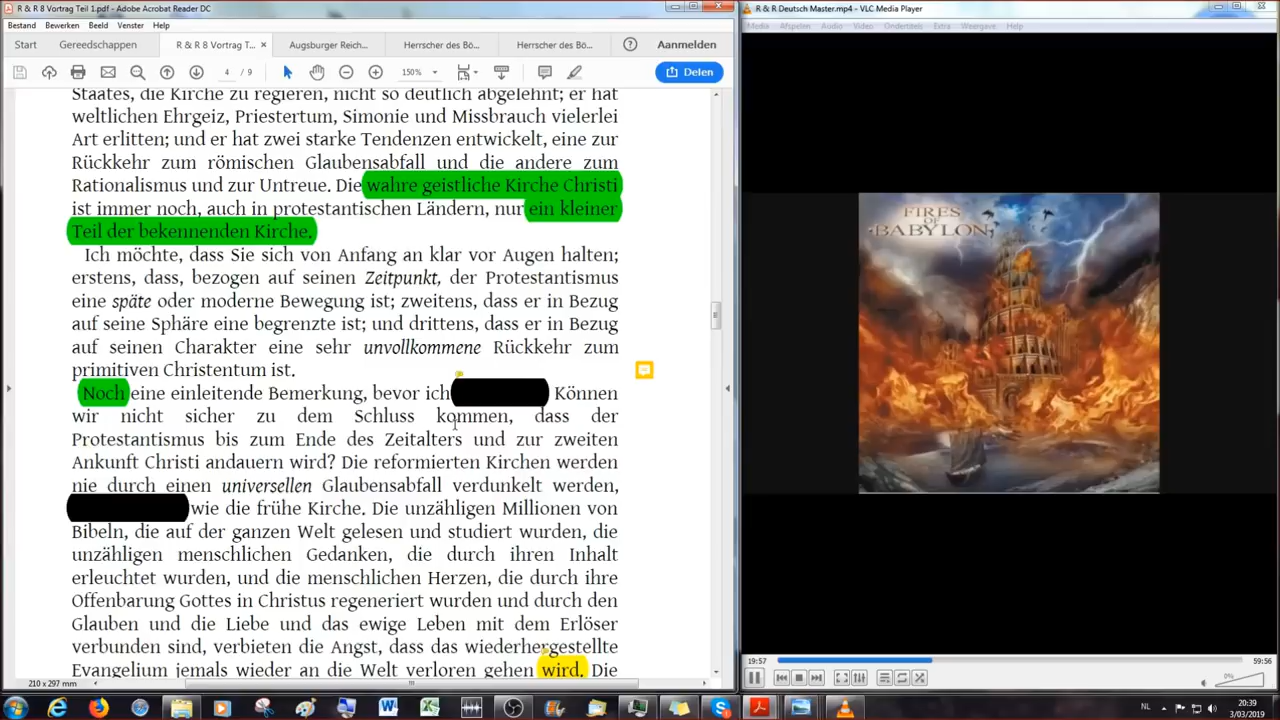 R & R 8 Vortrag Teil 1.pdf - Adobe Acrobat Reader DC
Bestand Bewerken Beeld Venster Help
Start Gereedschappen R & R 8 Vortrag T... × Augsburger Reich... Herrscher des Bö... Herrscher des Bö... Aanmelden
4 / 9 150% Delen
Staates, die Kirche zu regieren, nicht so deutlich abgelehnt; er hat
weltlichen Ehrgeiz, Priestertum, Simonie und Missbrauch vielerlei
Art erlitten; und er hat zwei starke Tendenzen entwickelt, eine zur
Rückkehr zum römischen Glaubensabfall und die andere zum
Rationalismus und zur Untreue. Die wahre geistliche Kirche Christi
ist immer noch, auch in protestantischen Ländern, nur ein kleiner
Teil der bekennenden Kirche.
Ich möchte, dass Sie sich von Anfang an klar vor Augen halten;
erstens, dass, bezogen auf seinen Zeitpunkt, der Protestantismus
eine späte oder moderne Bewegung ist; zweitens, dass er in Bezug
auf seine Sphäre eine begrenzte ist; und drittens, dass er in Bezug
auf seinen Charakter eine sehr unvollkommene Rückkehr zum
primitiven Christentum ist.
Noch eine einleitende Bemerkung, bevor ich Können
wir nicht sicher zu dem Schluss kommen, dass der
Protestantismus bis zum Ende des Zeitalters und zur zweiten
Ankunft Christi andauern wird? Die reformierten Kirchen werden
nie durch einen universellen Glaubensabfall verdunkelt werden,
wie die frühe Kirche. Die unzähligen Millionen von
Bibeln, die auf der ganzen Welt gelesen und studiert wurden, die
unzähligen menschlichen Gedanken, die durch ihren Inhalt
erleuchtet wurden, und die menschlichen Herzen, die durch ihre
Offenbarung Gottes in Christus regeneriert wurden und durch den
Glauben und die Liebe und das ewige Leben mit dem Erlöser
verbunden sind, verbieten die Angst, dass das wiederhergestellte
Evangelium jemals wieder an die Welt verloren gehen wird. Die
210 x 297 mm
R & R Deutsch Master.mp4 - VLC Media Player
Media Afspelen Audio Video Ondertitels Extra Weergave Help
FIRES
OF
BABYLON
19:57 59:56
0%
NL 20:39
3/03/2019